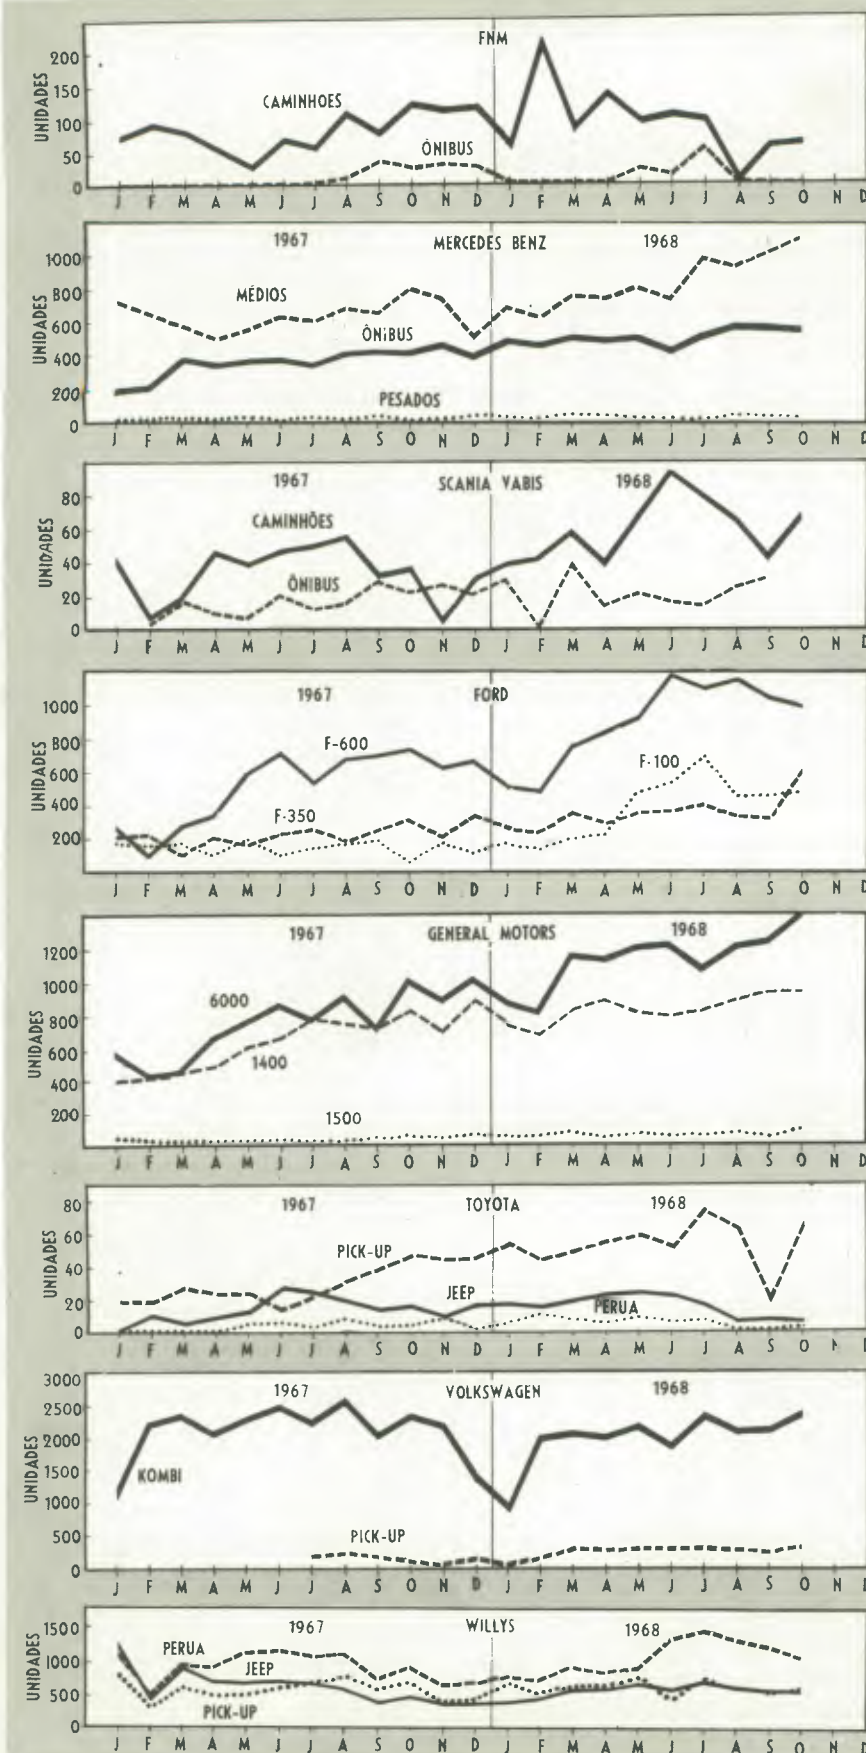 FNM
UNIDADES
200
150
100
50
0
CAMINHOES
ÔNIBUS
J F M A M J J A S O N D J F M A M J J A S O N D
1967 MERCEDES BENZ 1968
UNIDADES
1000
800
600
400
200
0
MÉDIOS
ÔNIBUS
PESADOS
J F M A M J J A S O N D J F M A M J J A S O N D
1967 SCANIA VABIS 1968
UNIDADES
80
60
40
20
0
CAMINHÕES
ÔNIBUS
J F M A M J J A S O N D J F M A M J J A S O N D
1967 FORD
UNIDADES
1000
800
600
400
200
F-600
F-100
F-350
J F M A M J J A S O N D J F M A M J J A S O N D
1967 GENERAL MOTORS 1968
UNIDADES
1200
1000
800
600
400
200
6000
1400
1500
J F M A M J J A S O N D J F M A M J J A S O N D
1967 TOYOTA 1968
UNIDADES
80
60
40
20
0
PICK-UP
JEEP
PERUA
J F M A M J J A S O N D J F M A M J J A S O N D
1967 VOLKSWAGEN 1968
UNIDADES
3000
2500
2000
1500
1000
500
0
KOMBI
PICK-UP
J F M A M J J A S O N D J F M A M J J A S O N D
1967 WILLYS 1968
UNIDADES
1500
1000
500
0
PERUA
JEEP
PICK-UP
J F M A M J J A S O N D J F M A M J J A S O N D